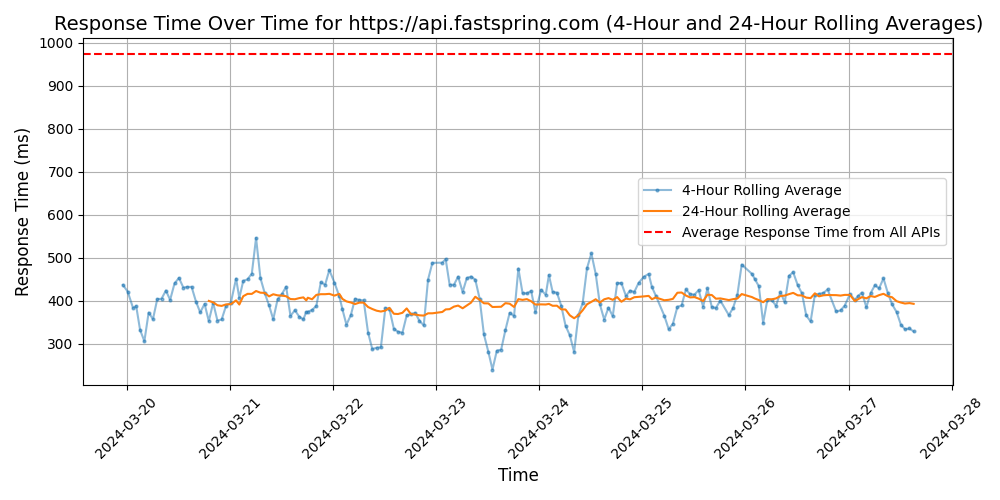 Response Time Over Time for https://api.fastspring.com (4-Hour and 24-Hour Rolling Averages)
Response Time (ms)
1000
900
800
700
600
500
400
300
4-Hour Rolling Average
24-Hour Rolling Average
Average Response Time from All APIs
2024-03-20
2024-03-21
2024-03-22
2024-03-23
2024-03-24
2024-03-25
2024-03-26
2024-03-27
2024-03-28
Time